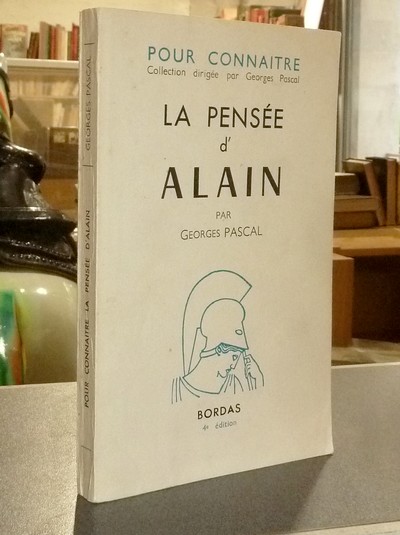 POUR CONNAITRE
Collection dirigée par Georges Pascal
LA PENSÉE
d'
ALAIN
PAR
GEORGES PASCAL
BORDAS
4e édition
POUR CONNAITRE LA PENSÉE D'ALAIN
GEORGES PASCAL